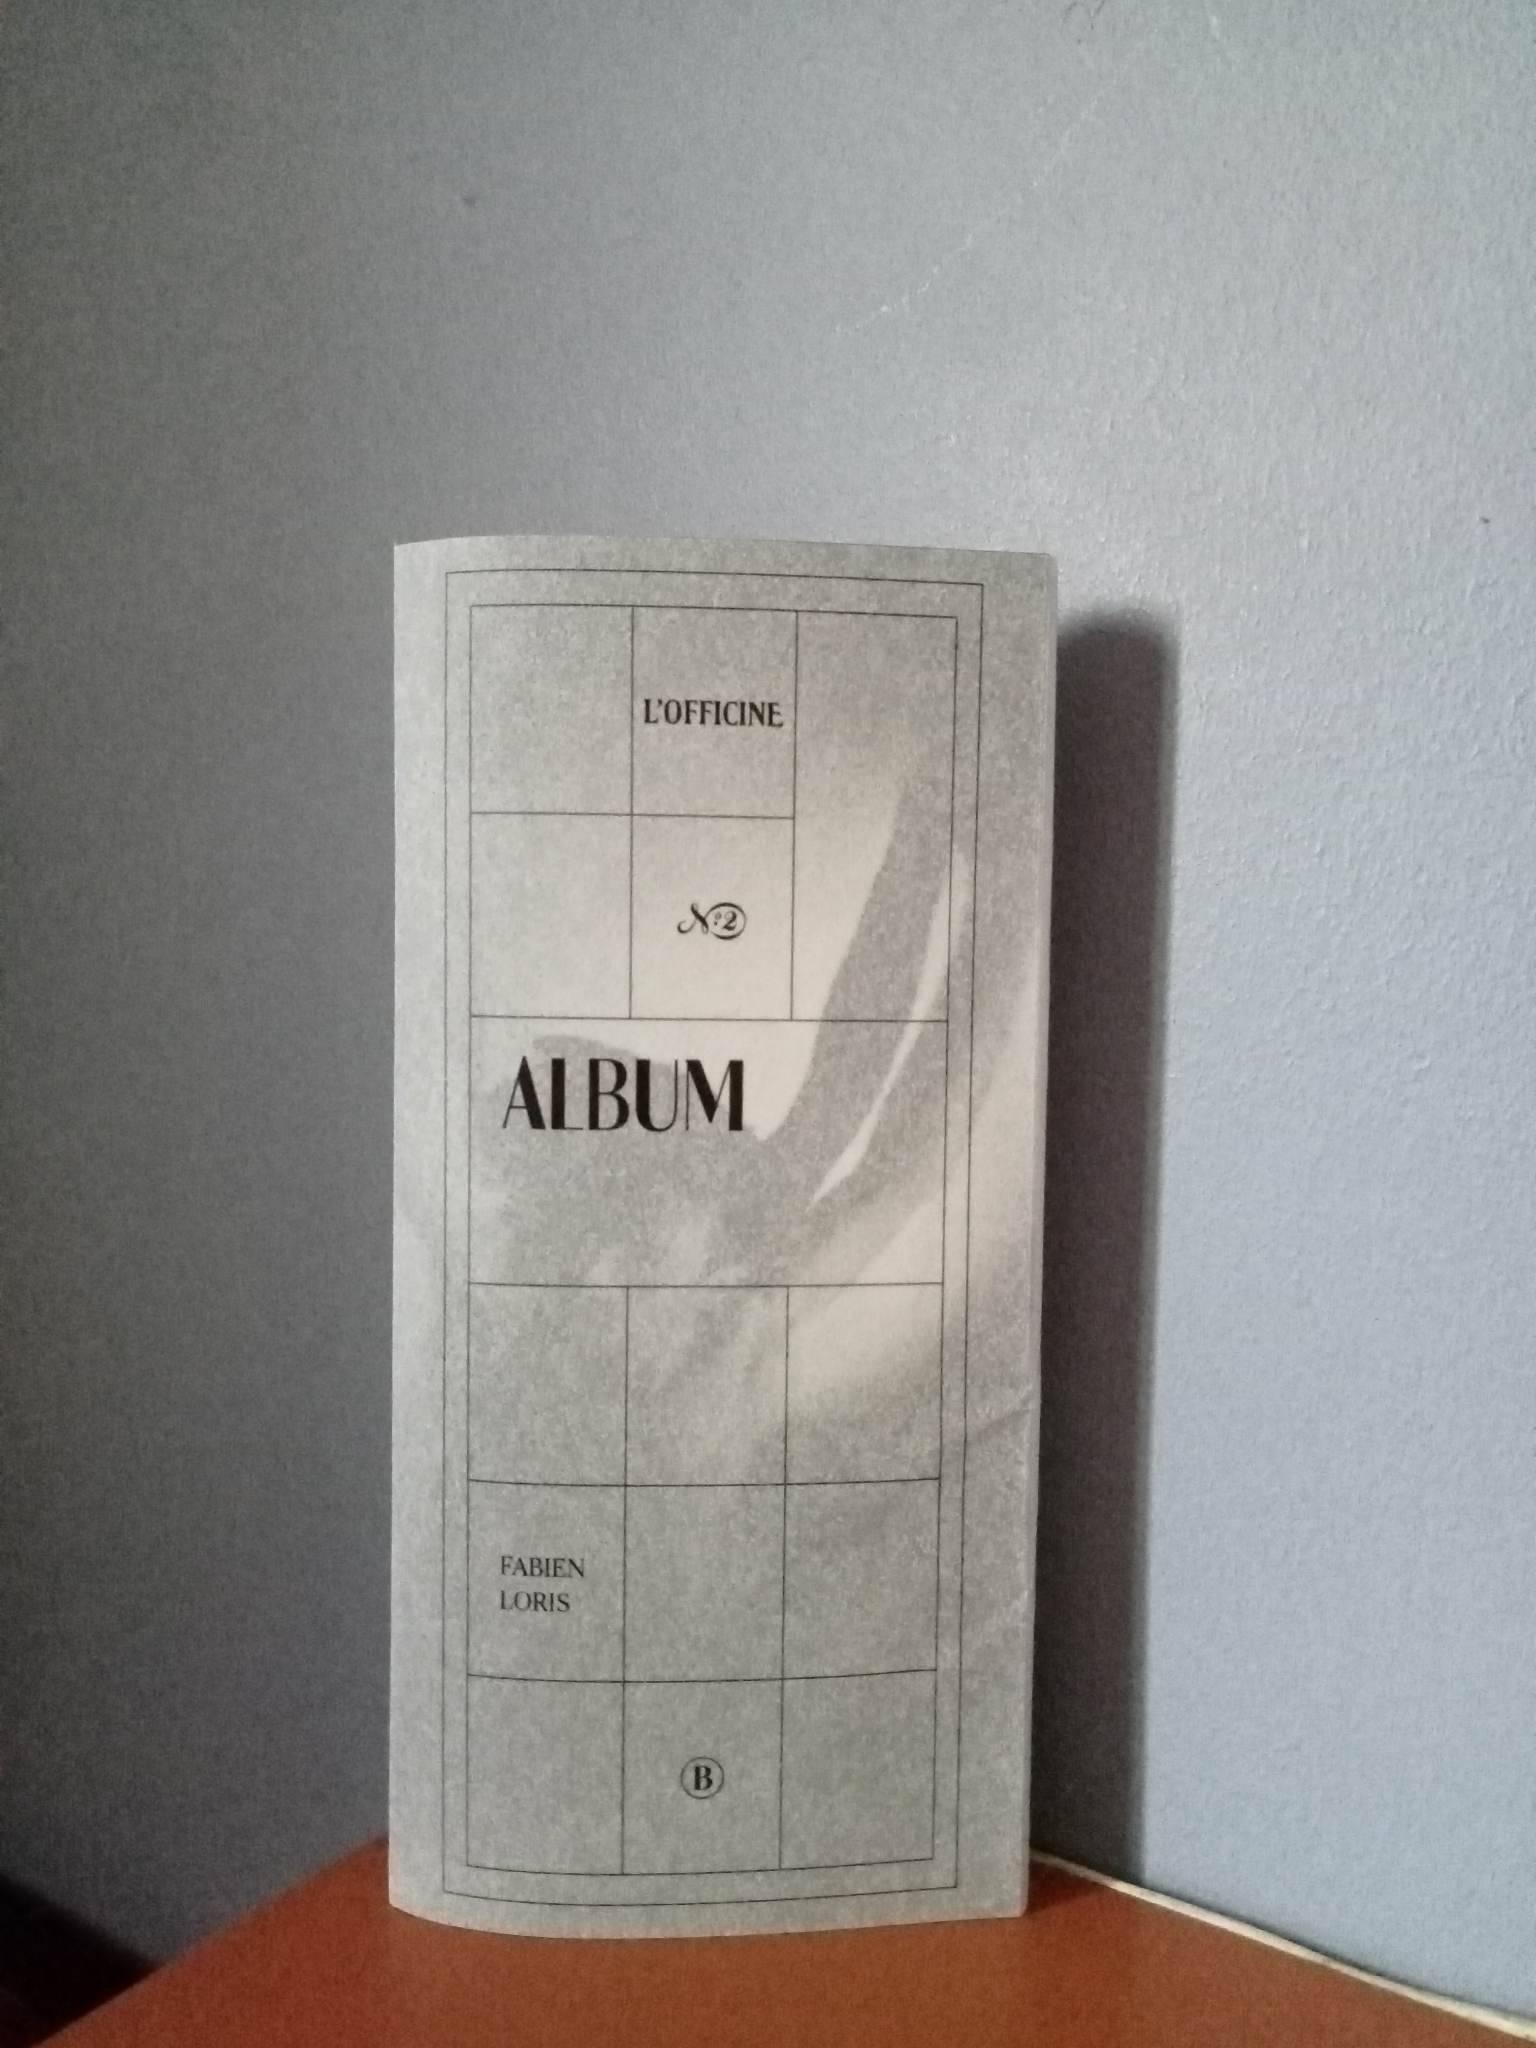 L'OFFICINE
Nº2
ALBUM
FABIEN
LORIS
B